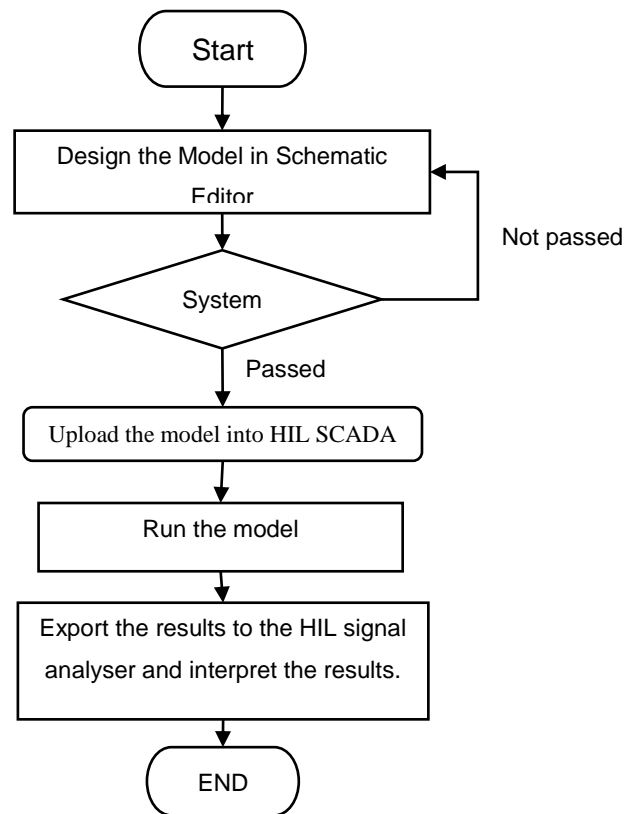 Start
Design the Model in Schematic
Editor
Not passed
System
Passed
Upload the model into HIL SCADA
Run the model
Export the results to the HIL signal
analyser and interpret the results.
END